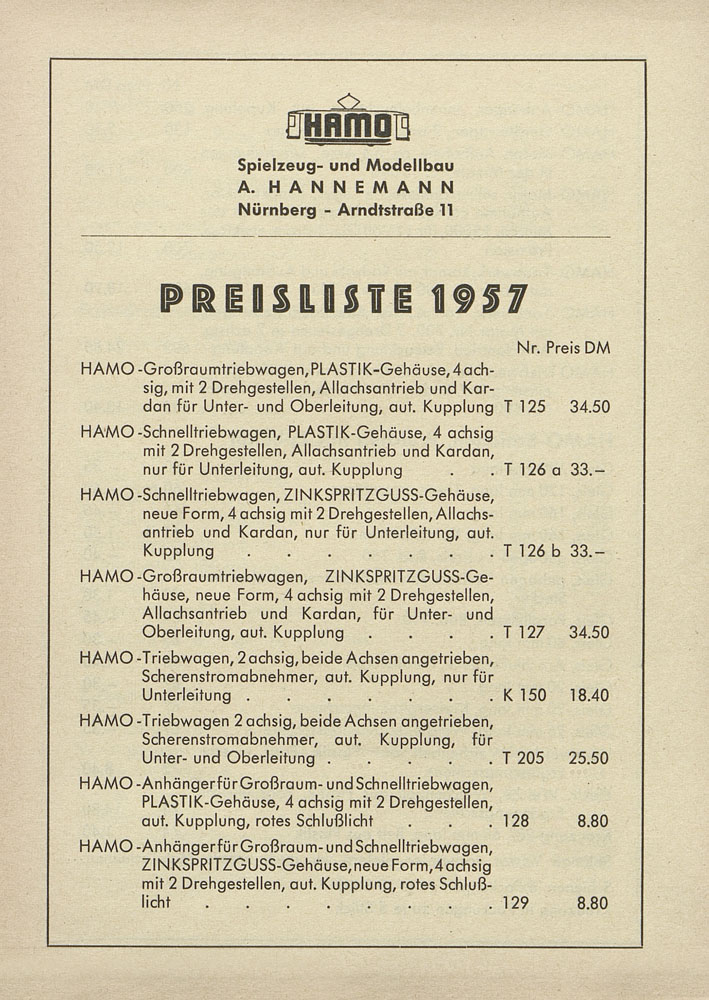 HAMO
Spielzeug- und Modellbau
A. HANNEMANN
Nürnberg - Arndtstraße 11
PREISLISTE 1957
Nr. Preis DM
HAMO-Großraumtriebwagen, PLASTIK-Gehäuse, 4 ach-
sig, mit 2 Drehgestellen, Allachsantrieb und Kar-
dan für Unter- und Oberleitung, aut. Kupplung T 125 34.50
HAMO-Schnelltriebwagen, PLASTIK-Gehäuse, 4 achsig
mit 2 Drehgestellen, Allachsantrieb und Kardan,
nur für Unterleitung, aut. Kupplung . . T 126 a 33.–
HAMO-Schnelltriebwagen, ZINKSPRITZGUSS-Gehäuse,
neue Form, 4 achsig mit 2 Drehgestellen, Allachs-
antrieb und Kardan, nur für Unterleitung, aut.
Kupplung . . . . . . . T 126 b 33.–
HAMO-Großraumtriebwagen, ZINKSPRITZGUSS-Ge-
häuse, neue Form, 4 achsig mit 2 Drehgestellen,
Allachsantrieb und Kardan, für Unter- und
Oberleitung, aut. Kupplung . . . . T 127 34.50
HAMO-Triebwagen, 2 achsig, beide Achsen angetrieben,
Scherenstromabnehmer, aut. Kupplung, nur für
Unterleitung . . . . . . . K 150 18.40
HAMO-Triebwagen 2 achsig, beide Achsen angetrieben,
Scherenstromabnehmer, aut. Kupplung, für
Unter- und Oberleitung . . . . . T 205 25.50
HAMO-Anhänger für Großraum- und Schnelltriebwagen,
PLASTIK-Gehäuse, 4 achsig mit 2 Drehgestellen,
aut. Kupplung, rotes Schlußlicht . . . 128 8.80
HAMO-Anhänger für Großraum- und Schnelltriebwagen,
ZINKSPRITZGUSS-Gehäuse, neue Form, 4 achsig
mit 2 Drehgestellen, aut. Kupplung, rotes Schluß-
licht . . . . . . . . 129 8.80